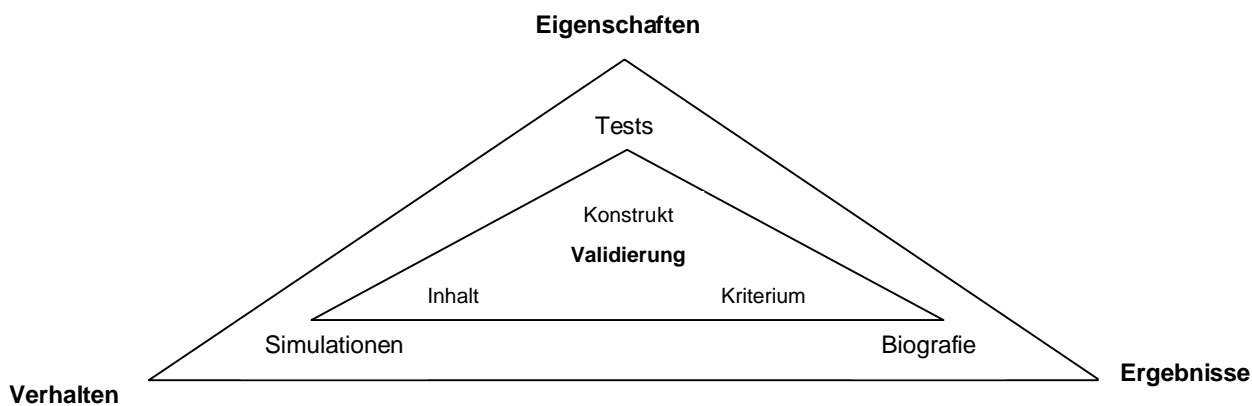 Eigenschaften
Tests
Konstrukt
Validierung
Inhalt Kriterium
Simulationen Biografie
Verhalten Ergebnisse